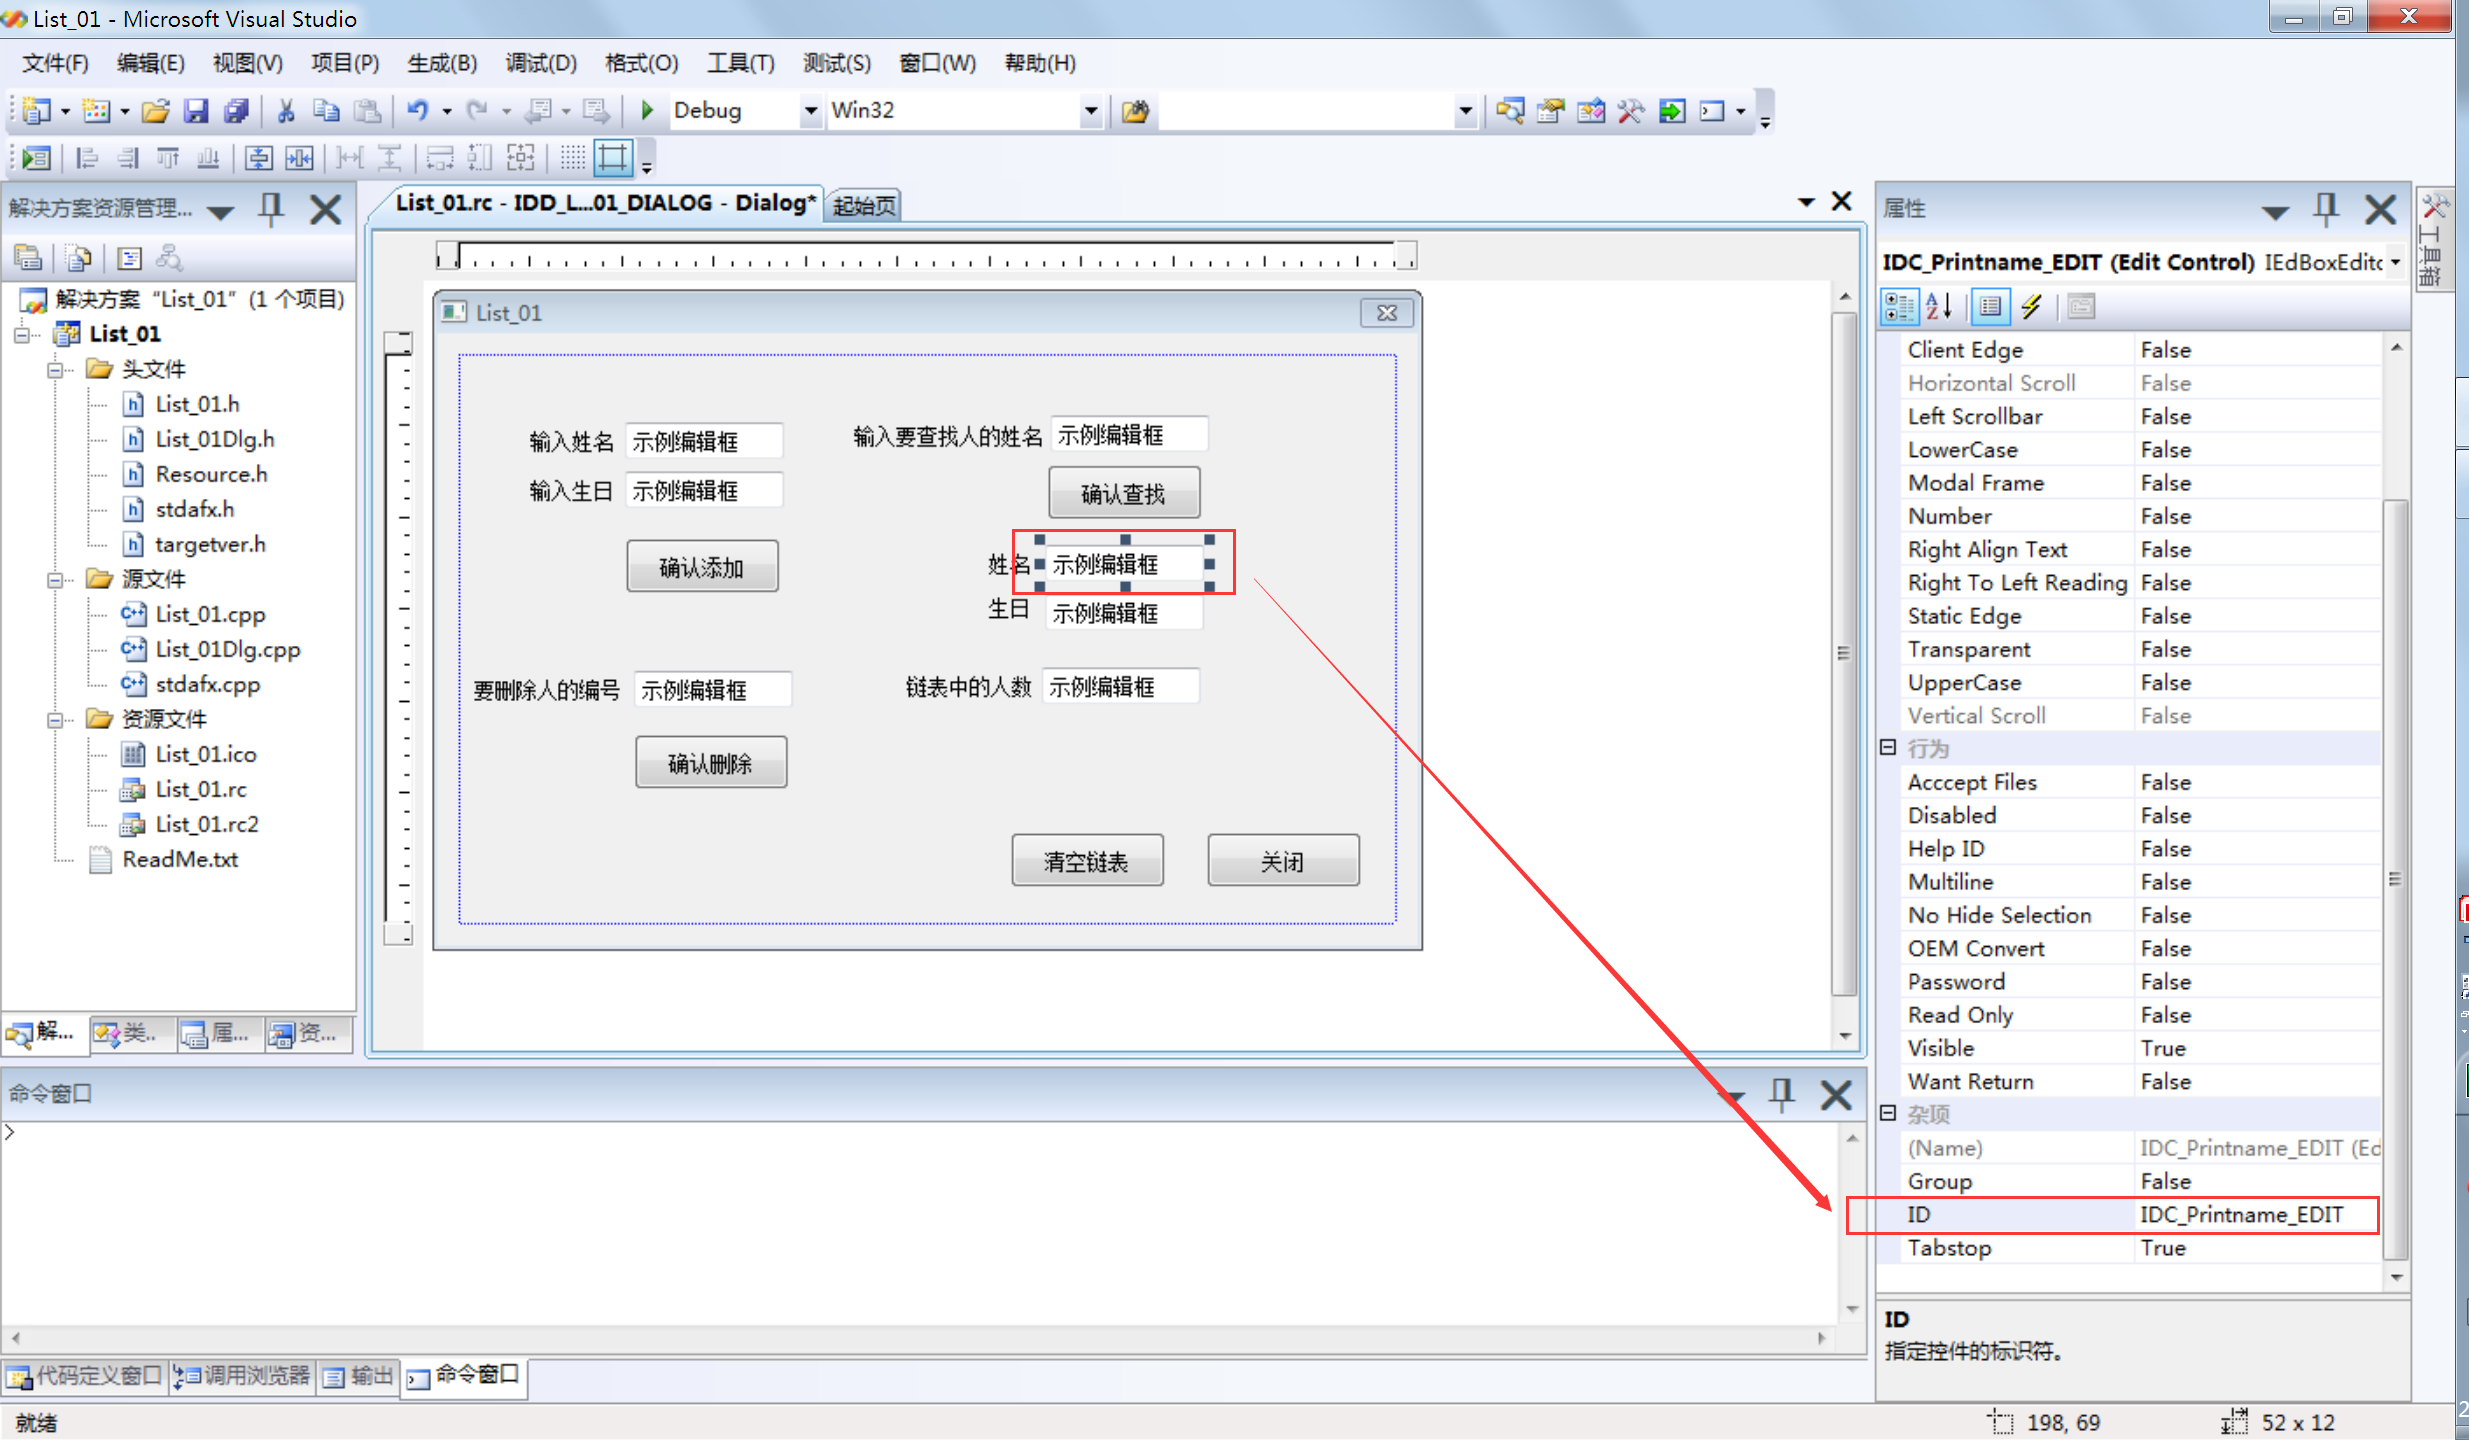 List_01 - Microsoft Visual Studio
文件(F) 编辑(E) 视图(V) 项目(P) 生成(B) 调试(D) 格式(O) 工具(T) 测试(S) 窗口(W) 帮助(H)
Debug Win32
解决方案资源管理...
解决方案 “List_01” (1 个项目)
List_01
头文件
List_01.h
List_01Dlg.h
Resource.h
stdafx.h
targetver.h
源文件
List_01.cpp
List_01Dlg.cpp
stdafx.cpp
资源文件
List_01.ico
List_01.rc
List_01.rc2
ReadMe.txt
解... 类.. 属... 资...
List_01.rc - IDD_L...01_DIALOG - Dialog* 起始页
List_01
输入姓名 示例编辑框
输入要查找人的姓名 示例编辑框
输入生日 示例编辑框
确认查找
确认添加
姓名 示例编辑框
生日 示例编辑框
要删除人的编号 示例编辑框
链表中的人数 示例编辑框
确认删除
清空链表 关闭
命令窗口
>
代码定义窗口 调用浏览器 输出 命令窗口
属性
IDC_Printname_EDIT (Edit Control) IEdBoxEdito
Client Edge False
Horizontal Scroll False
Left Scrollbar False
LowerCase False
Modal Frame False
Number False
Right Align Text False
Right To Left Reading False
Static Edge False
Transparent False
UpperCase False
Vertical Scroll False
行为
Acccept Files False
Disabled False
Help ID False
Multiline False
No Hide Selection False
OEM Convert False
Password False
Read Only False
Visible True
Want Return False
杂项
(Name) IDC_Printname_EDIT (Ed
Group False
ID IDC_Printname_EDIT
Tabstop True
ID
指定控件的标识符。
工具箱
就绪 198, 69 52 x 12